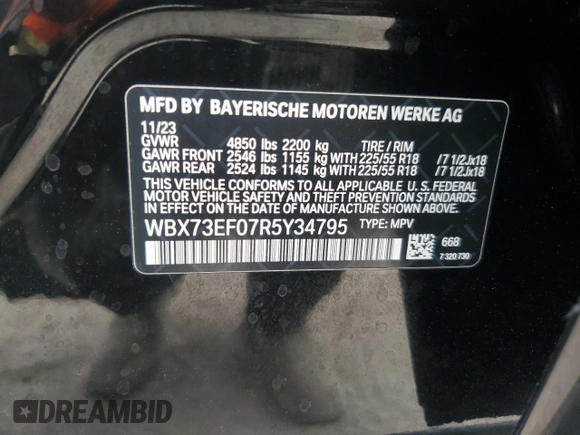 MFD BY BAYERISCHE MOTOREN WERKE AG
11/23
GVWR 4850 lbs 2200 kg TIRE / RIM
GAWR FRONT 2546 lbs 1155 kg WITH 225/55 R18 /7 1/2Jx18
GAWR REAR 2524 lbs 1145 kg WITH 225/55 R18 /7 1/2Jx18
THIS VEHICLE CONFORMS TO ALL APPLICABLE U. S. FEDERAL
MOTOR VEHICLE SAFETY AND THEFT PREVENTION STANDARDS
IN EFFECT ON THE DATE OF MANUFACTURE SHOWN ABOVE.
WBX73EF07R5Y34795 TYPE: MPV
668
7 320 730
DREAMBID